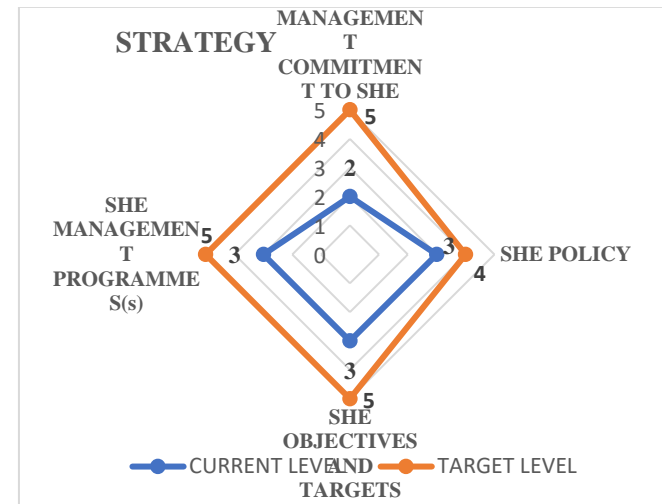 STRATEGY
MANAGEMEN
T
COMMITMEN
T TO SHE
5
5
4
3
2
2
1
0
SHE
MANAGEMEN
T
PROGRAMME
S(s)
5
3
3
4
SHE POLICY
3
5
SHE
OBJECTIVES
AND
TARGETS
CURRENT LEVEL
TARGET LEVEL